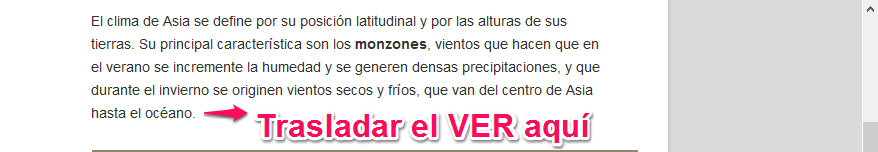 El clima de Asia se define por su posición latitudinal y por las alturas de sus
tierras. Su principal característica son los monzones, vientos que hacen que en
el verano se incremente la humedad y se generen densas precipitaciones, y que
durante el invierno se originen vientos secos y fríos, que van del centro de Asia
hasta el océano.
Trasladar el VER aquí